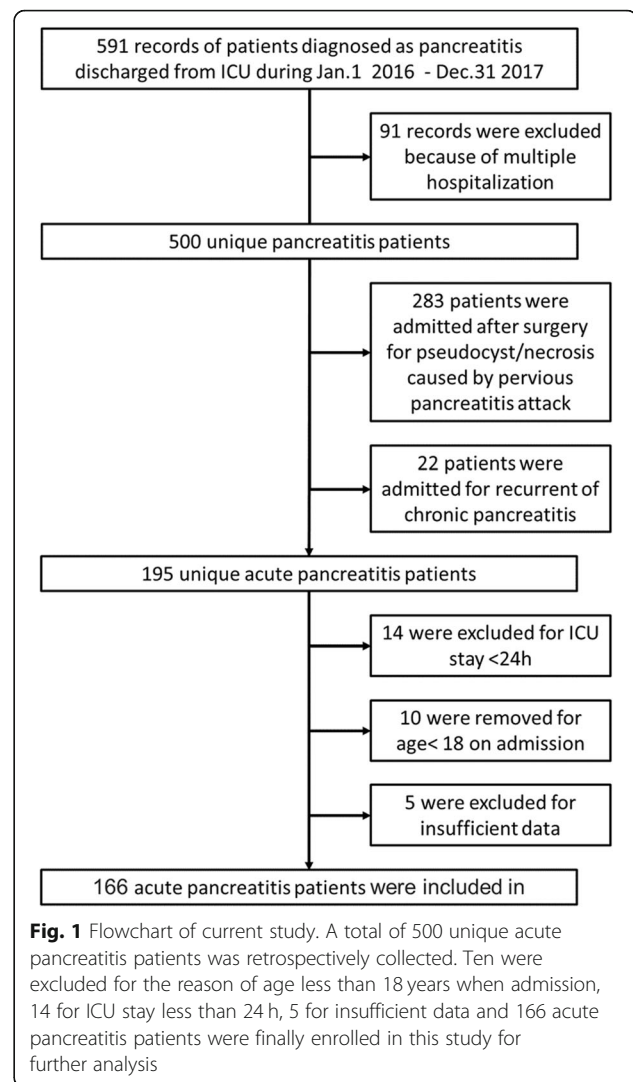 591 records of patients diagnosed as pancreatitis
discharged from ICU during Jan.1 2016 - Dec.31 2017
91 records were excluded
because of multiple
hospitalization
500 unique pancreatitis patients
283 patients were
admitted after surgery
for pseudocyst/necrosis
caused by pervious
pancreatitis attack
22 patients were
admitted for recurrent of
chronic pancreatitis
195 unique acute pancreatitis patients
14 were excluded for ICU
stay <24h
10 were removed for
age< 18 on admission
5 were excluded for
insufficient data
166 acute pancreatitis patients were included in
Fig. 1 Flowchart of current study. A total of 500 unique acute
pancreatitis patients was retrospectively collected. Ten were
excluded for the reason of age less than 18 years when admission,
14 for ICU stay less than 24 h, 5 for insufficient data and 166 acute
pancreatitis patients were finally enrolled in this study for
further analysis